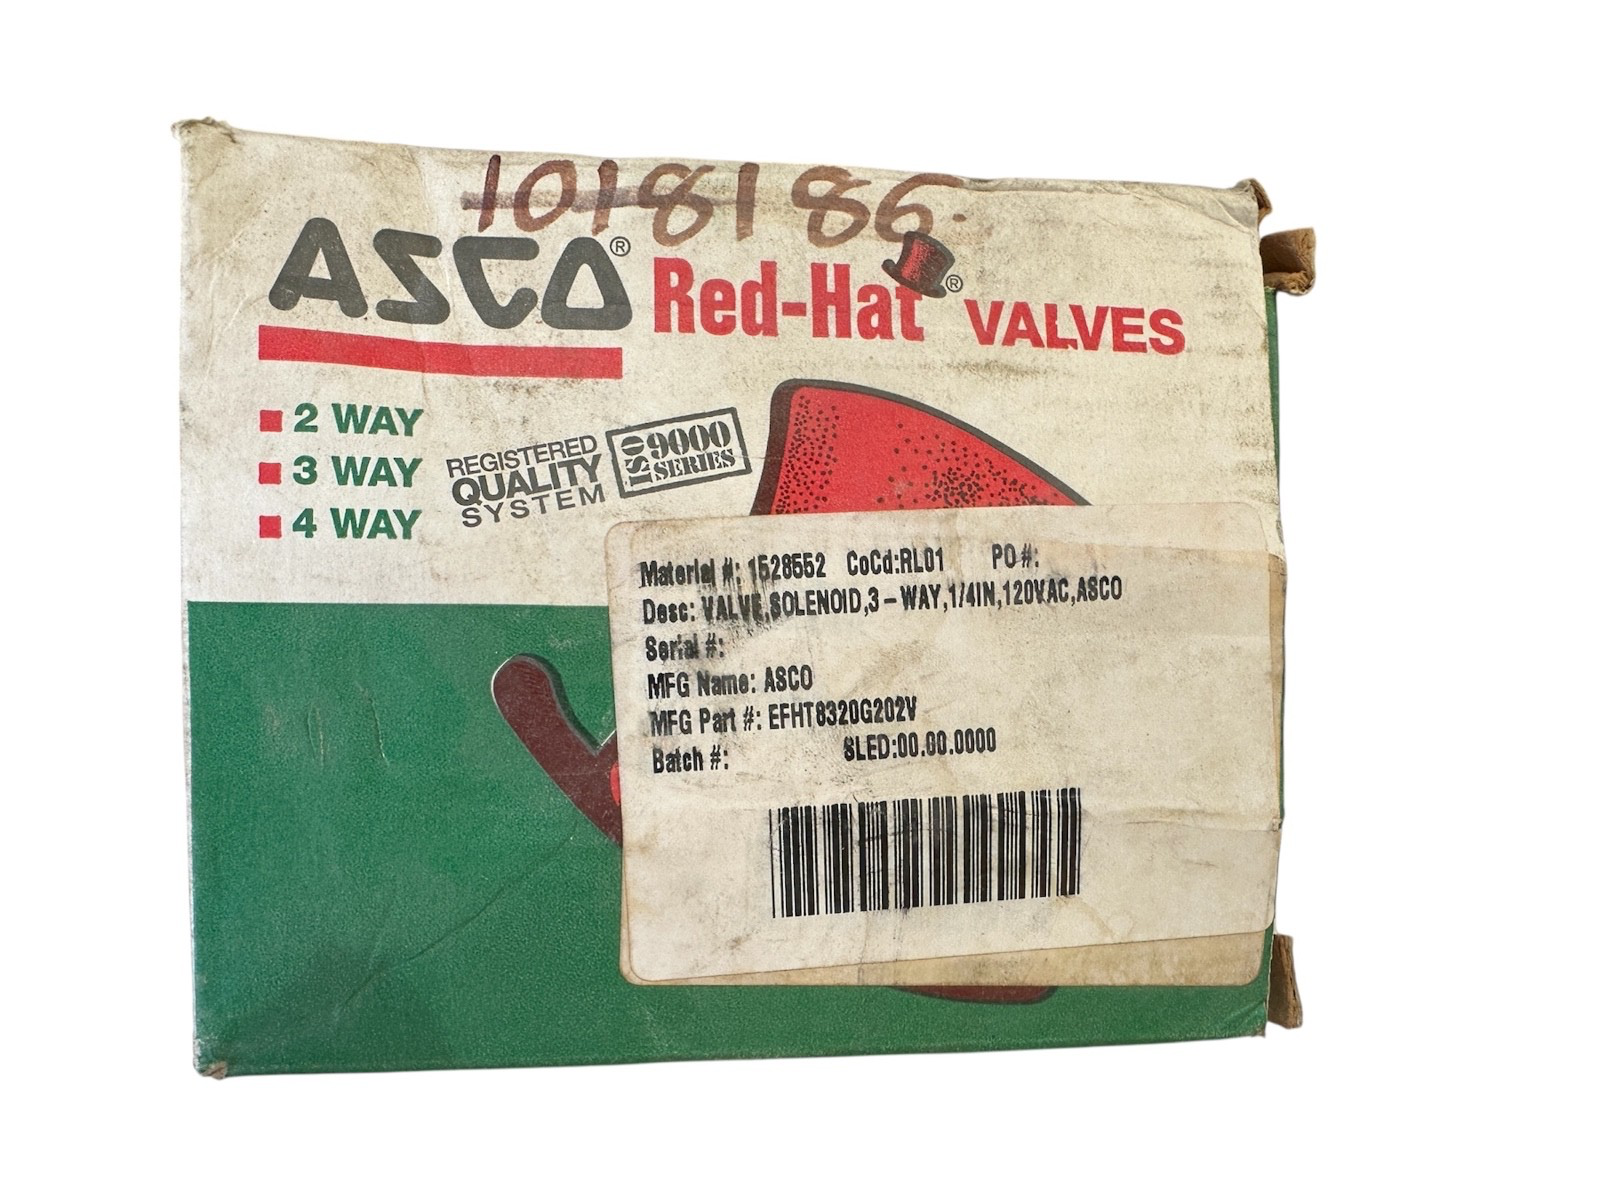 1018186.
ASCO® Red-Hat® VALVES
2 WAY
3 WAY
4 WAY
REGISTERED
QUALITY
SYSTEM
ISO 9000
SERIES
Material #: 1528552 CoCd:RL01 PO #:
Desc: VALVE,SOLENOID,3-WAY,1/4IN,120VAC,ASCO
Serial #:
MFG Name: ASCO
MFG Part #: EFHT8320G202V
Batch #: SLED:00.00.0000